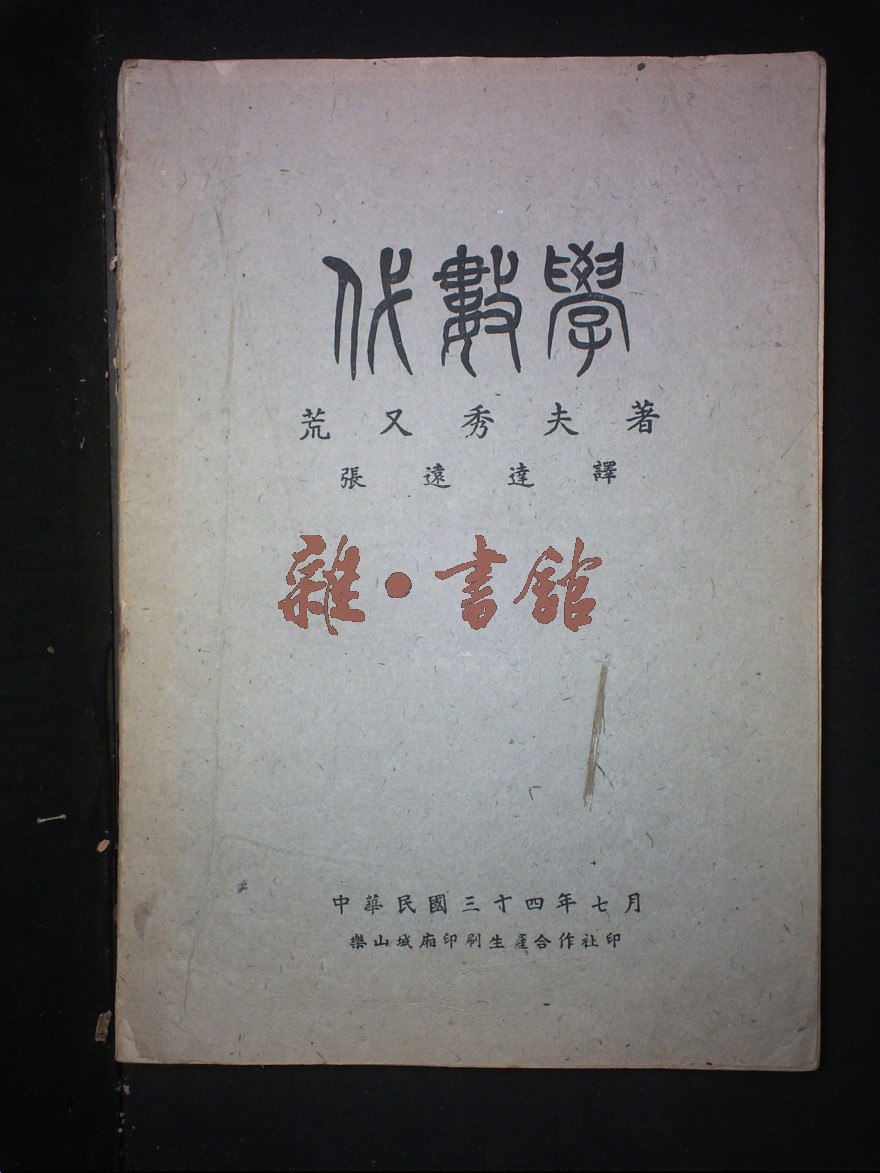 代數學
荒又秀夫著
張遠達譯
雜·書館
中華民國三十四年七月
樂山城廂印刷生產合作社印